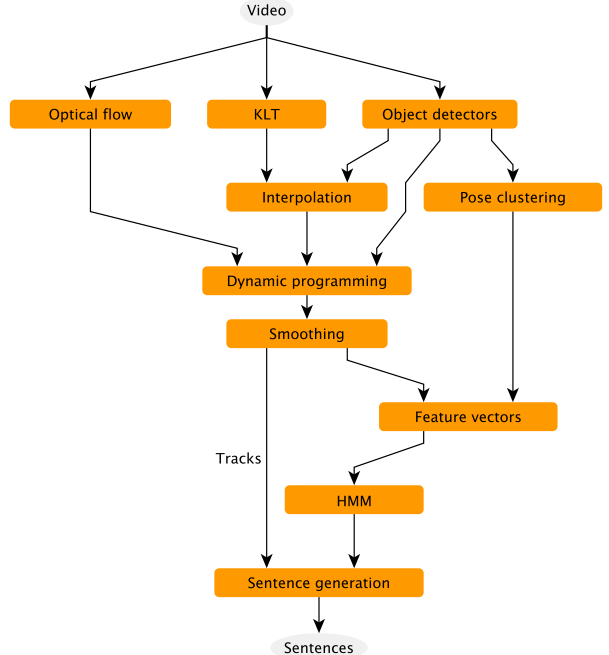 Video
Optical flow
KLT
Object detectors
Interpolation
Pose clustering
Dynamic programming
Smoothing
Feature vectors
Tracks
HMM
Sentence generation
Sentences